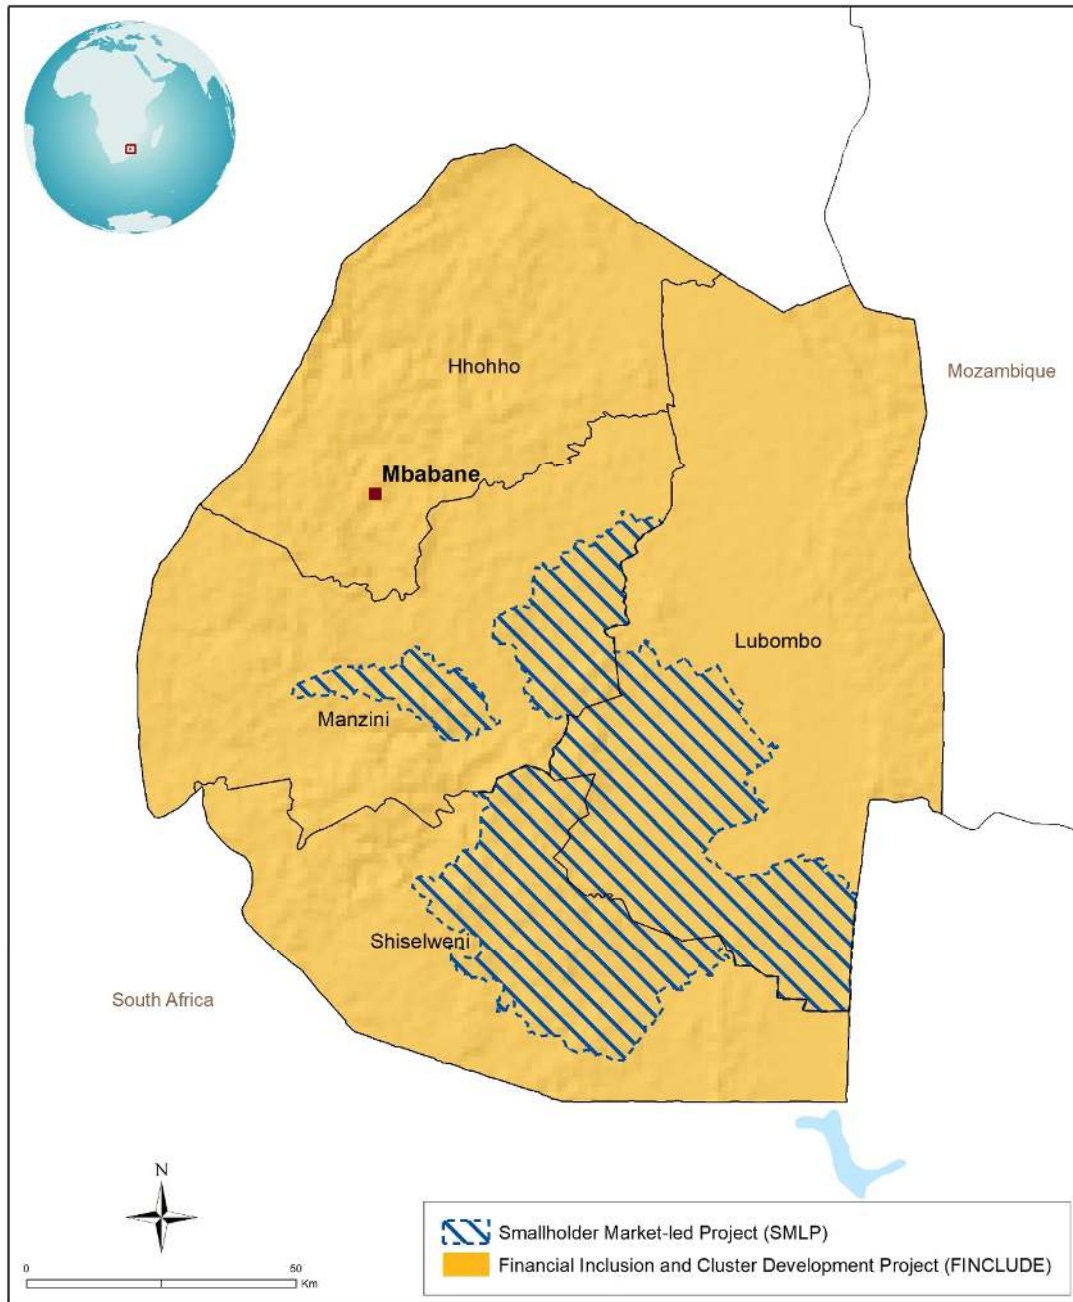 Hhohho
Mozambique
Mbabane
Lubombo
Manzini
Shiselweni
South Africa
N
0 50
Km
Smallholder Market-led Project (SMLP)
Financial Inclusion and Cluster Development Project (FINCLUDE)